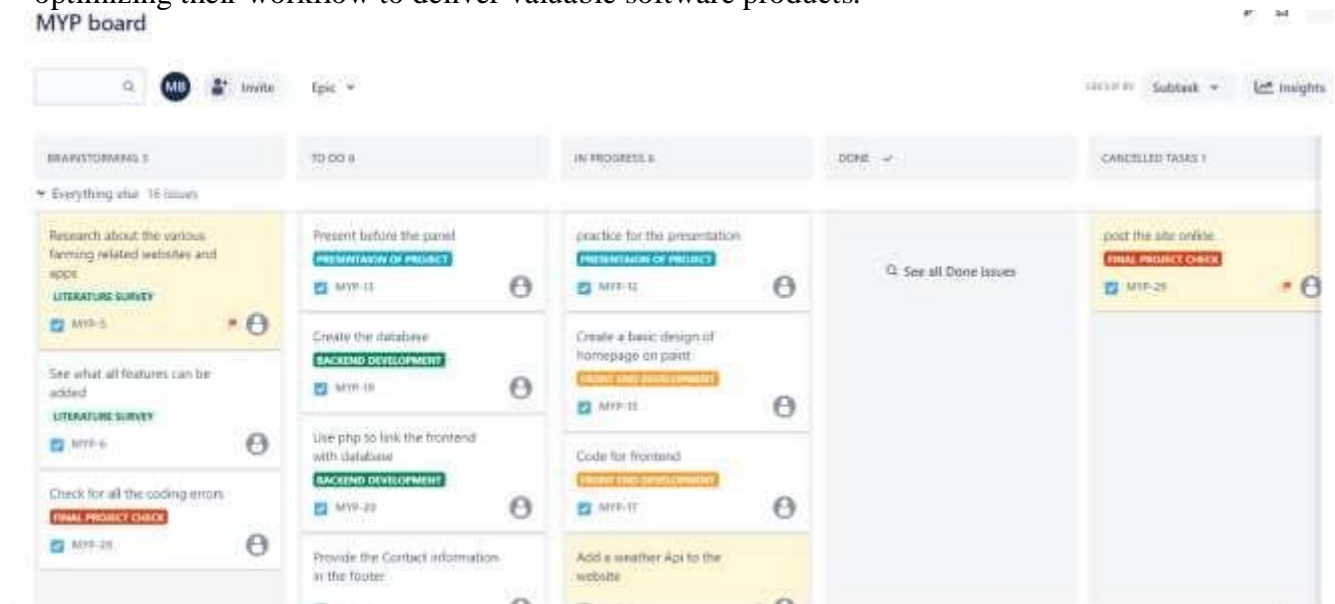 optimizing their workflow to deliver valuable software products.
MYP board
MB
Invite
Epic
Subtask
Insights
BRAINSTORMING 3
TO DO 6
IN PROGRESS 6
DONE
CANCELLED TASKS 1
Everything else 16 issues
Research about the various
farming related websites and
apps
LITERATURE SURVEY
MYP-5
See what all features can be
added
LITERATURE SURVEY
MYP-6
Check for all the coding errors
FINAL PROJECT CHECK
Present before the panel
PRESENTAION OF PROJECT
MYP-13
Create the database
BACKEND DEVELOPMENT
MYP-19
Use php to link the frontend
with database
BACKEND DEVELOPMENT
MYP-20
Provide the Contact information
in the footer
practice for the presentation
PRESENTAION OF PROJECT
MYP-12
Create a basic design of
homepage on paint
FRONT END DEVELOPMENT
Code for frontend
FRONT END DEVELOPMENT
MYP-17
Add a weather Api to the
website
See all Done issues
post the site online
FINAL PROJECT CHECK
MYP-29